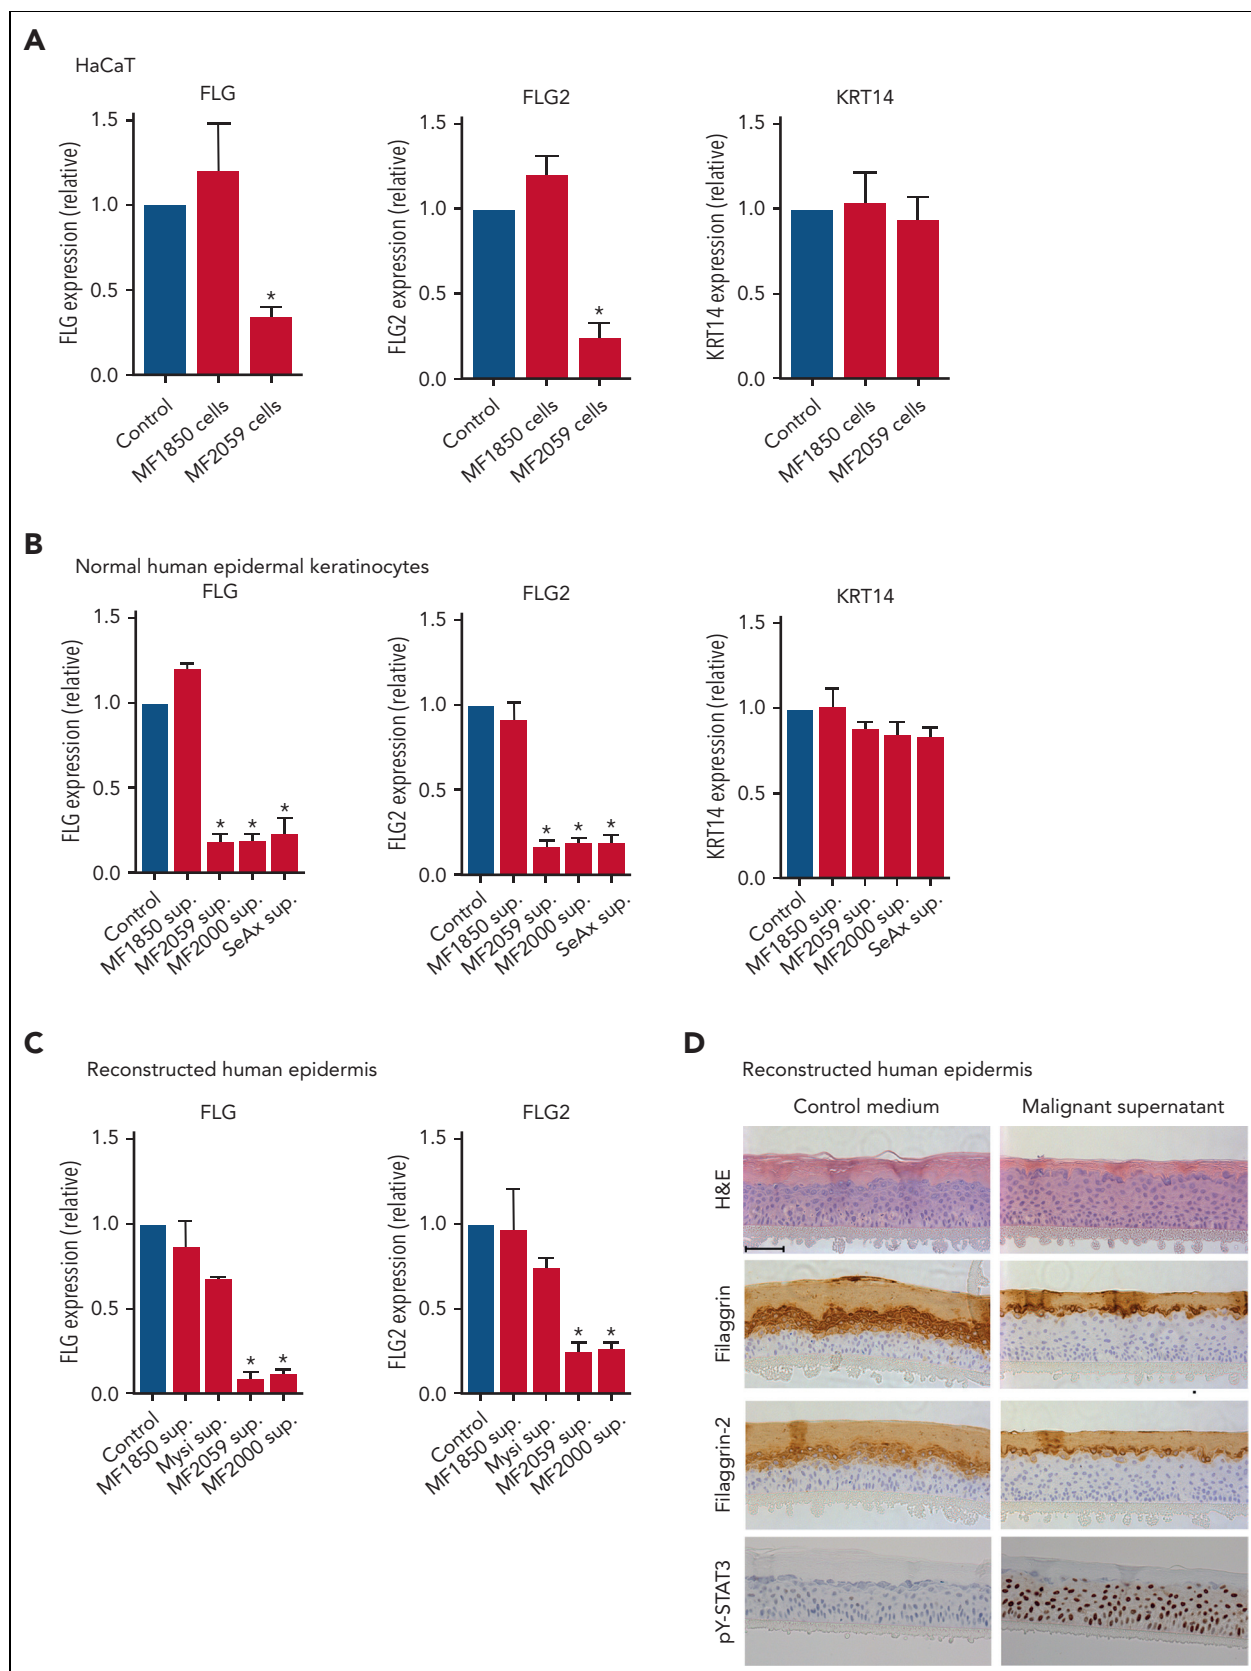 A
HaCaT
FLG
FLG expression (relative)
1.5
1.0
0.5
0.0
*
Control
MF1850 cells
MF2059 cells
FLG2
FLG2 expression (relative)
1.5
1.0
0.5
0.0
*
Control
MF1850 cells
MF2059 cells
KRT14
KRT14 expression (relative)
1.5
1.0
0.5
0.0
Control
MF1850 cells
MF2059 cells
B
Normal human epidermal keratinocytes
FLG
FLG expression (relative)
1.5
1.0
0.5
0.0
* * *
Control
MF1850 sup.
MF2059 sup.
MF2000 sup.
SeAx sup.
FLG2
FLG2 expression (relative)
1.5
1.0
0.5
0.0
* * *
Control
MF1850 sup.
MF2059 sup.
MF2000 sup.
SeAx sup.
KRT14
KRT14 expression (relative)
1.5
1.0
0.5
0.0
Control
MF1850 sup.
MF2059 sup.
MF2000 sup.
SeAx sup.
C
Reconstructed human epidermis
FLG
FLG expression (relative)
1.5
1.0
0.5
0.0
* *
Control
MF1850 sup.
Mysi sup.
MF2059 sup.
MF2000 sup.
FLG2
FLG2 expression (relative)
1.5
1.0
0.5
0.0
* *
Control
MF1850 sup.
Mysi sup.
MF2059 sup.
MF2000 sup.
D
Reconstructed human epidermis
Control medium
Malignant supernatant
H&E
Filaggrin
Filaggrin-2
pY-STAT3